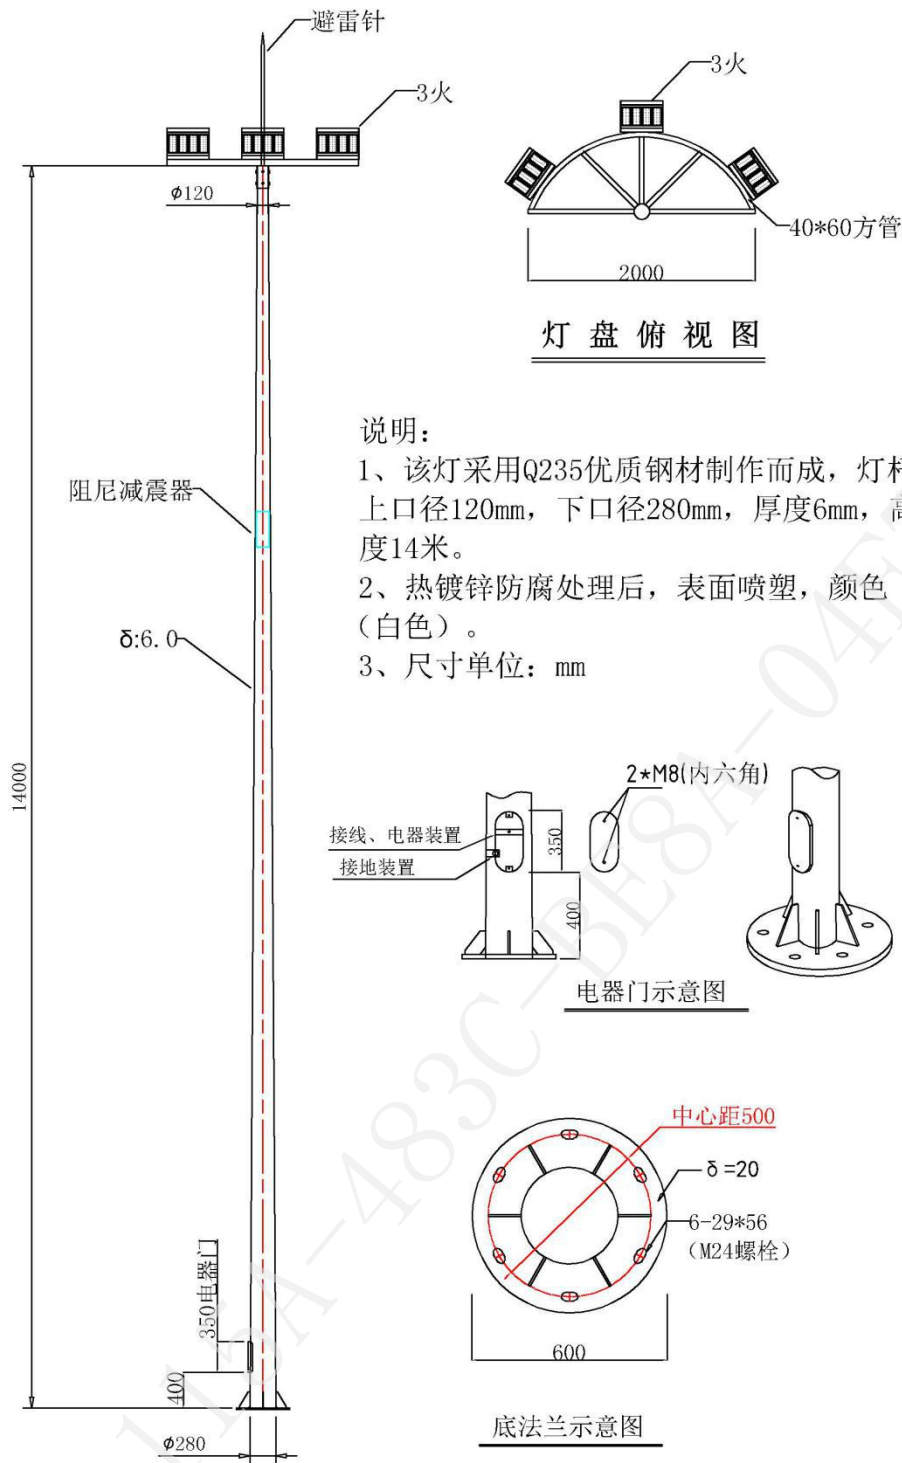 避雷针
3火
3火
φ120
40*60方管
2000
灯盘俯视图
说明：
1、该灯采用Q235优质钢材制作而成，灯杆
上口径120mm，下口径280mm，厚度6mm，高
度14米。
2、热镀锌防腐处理后，表面喷塑，颜色
（白色）。
3、尺寸单位：mm
阻尼减震器
δ:6.0
14000
2*M8(内六角)
接线、电器装置
接地装置
350
400
电器门示意图
中心距500
δ=20
6-29*56
（M24螺栓）
600
底法兰示意图
350电器门
400
φ280
115A-483C-BE8A-04F